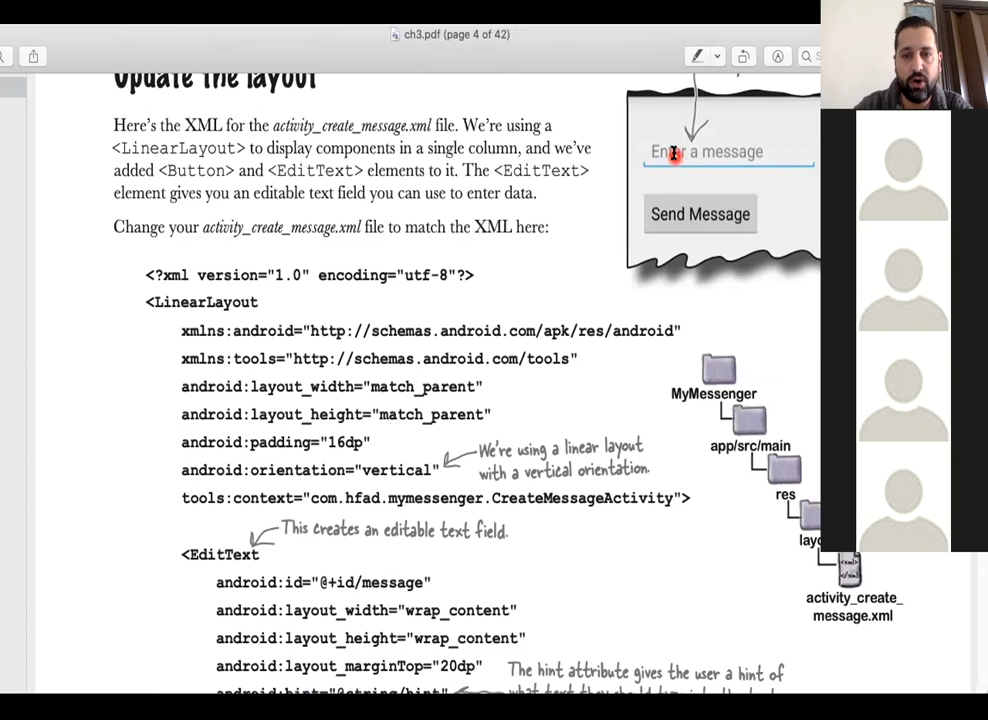 ch3.pdf (page 4 of 42)
Update the layout
Here's the XML for the activity_create_message.xml file. We're using a
<LinearLayout> to display components in a single column, and we've
added <Button> and <EditText> elements to it. The <EditText>
element gives you an editable text field you can use to enter data.
Change your activity_create_message.xml file to match the XML here:
Enter a message
Send Message
<?xml version="1.0" encoding="utf-8"?>
<LinearLayout
xmlns:android="http://schemas.android.com/apk/res/android"
xmlns:tools="http://schemas.android.com/tools"
android:layout_width="match_parent"
android:layout_height="match_parent"
android:padding="16dp"
android:orientation="vertical"
We're using a linear layout
with a vertical orientation.
tools:context="com.hfad.mymessenger.CreateMessageActivity">
This creates an editable text field.
<EditText
android:id="@+id/message"
android:layout_width="wrap_content"
android:layout_height="wrap_content"
android:layout_marginTop="20dp"
android:hint="@string/hint"
The hint attribute gives the user a hint of
MyMessenger
app/src/main
res
layo
activity_create_
message.xml